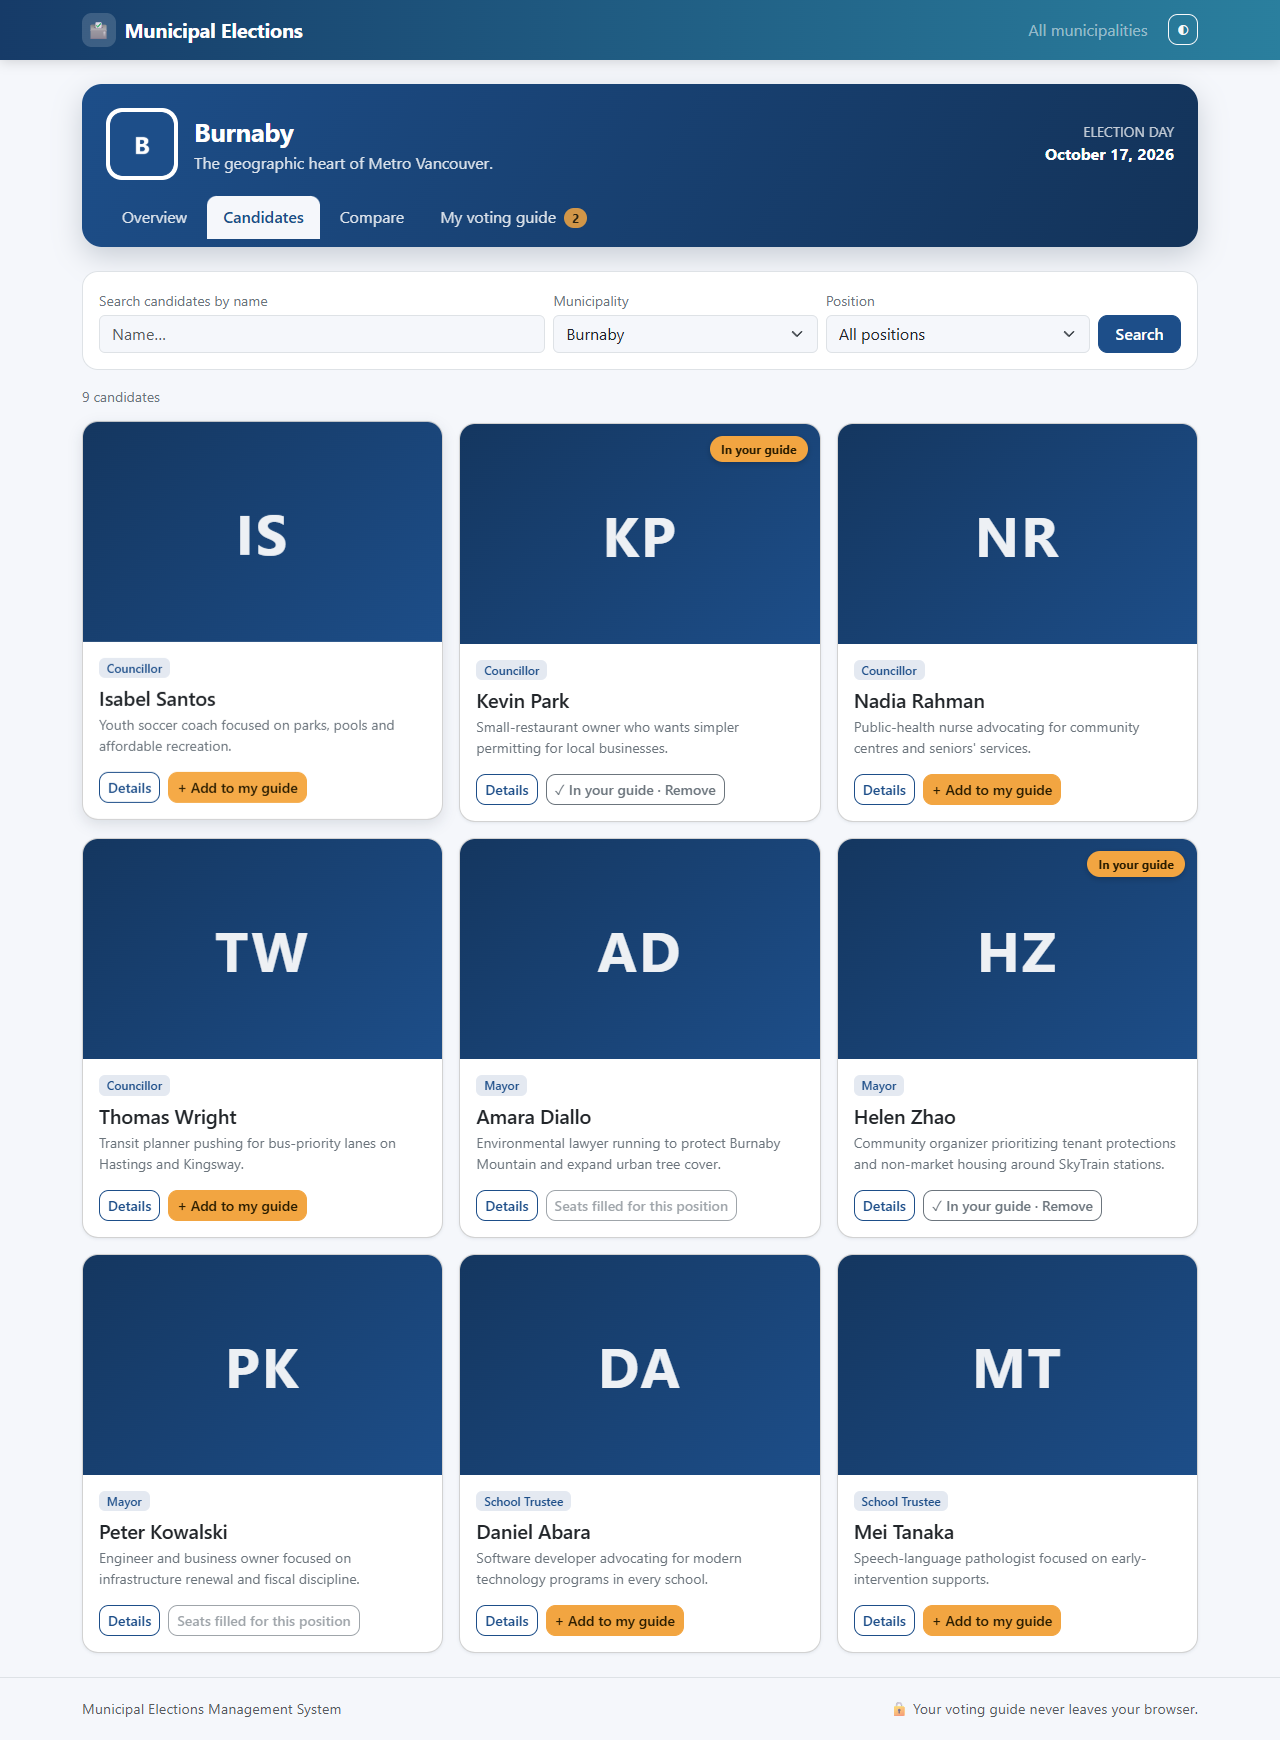 Municipal Elections
All municipalities
B
Burnaby
The geographic heart of Metro Vancouver.
ELECTION DAY
October 17, 2026
Overview
Candidates
Compare
My voting guide 2
Search candidates by name
Name...
Municipality
Burnaby
Position
All positions
Search
9 candidates
IS
Councillor
Isabel Santos
Youth soccer coach focused on parks, pools and
affordable recreation.
Details
+ Add to my guide
In your guide
KP
Councillor
Kevin Park
Small-restaurant owner who wants simpler
permitting for local businesses.
Details
✓ In your guide · Remove
NR
Councillor
Nadia Rahman
Public-health nurse advocating for community
centres and seniors' services.
Details
+ Add to my guide
TW
Councillor
Thomas Wright
Transit planner pushing for bus-priority lanes on
Hastings and Kingsway.
Details
+ Add to my guide
AD
Mayor
Amara Diallo
Environmental lawyer running to protect Burnaby
Mountain and expand urban tree cover.
Details
Seats filled for this position
In your guide
HZ
Mayor
Helen Zhao
Community organizer prioritizing tenant protections
and non-market housing around SkyTrain stations.
Details
✓ In your guide · Remove
PK
Mayor
Peter Kowalski
Engineer and business owner focused on
infrastructure renewal and fiscal discipline.
Details
Seats filled for this position
DA
School Trustee
Daniel Abara
Software developer advocating for modern
technology programs in every school.
Details
+ Add to my guide
MT
School Trustee
Mei Tanaka
Speech-language pathologist focused on early-
intervention supports.
Details
+ Add to my guide
Municipal Elections Management System
🔒 Your voting guide never leaves your browser.